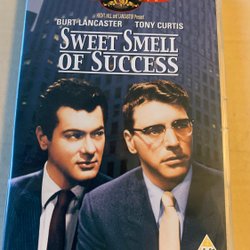 BURT LANCASTER TONY CURTIS
SWEET SMELL
OF SUCCESS